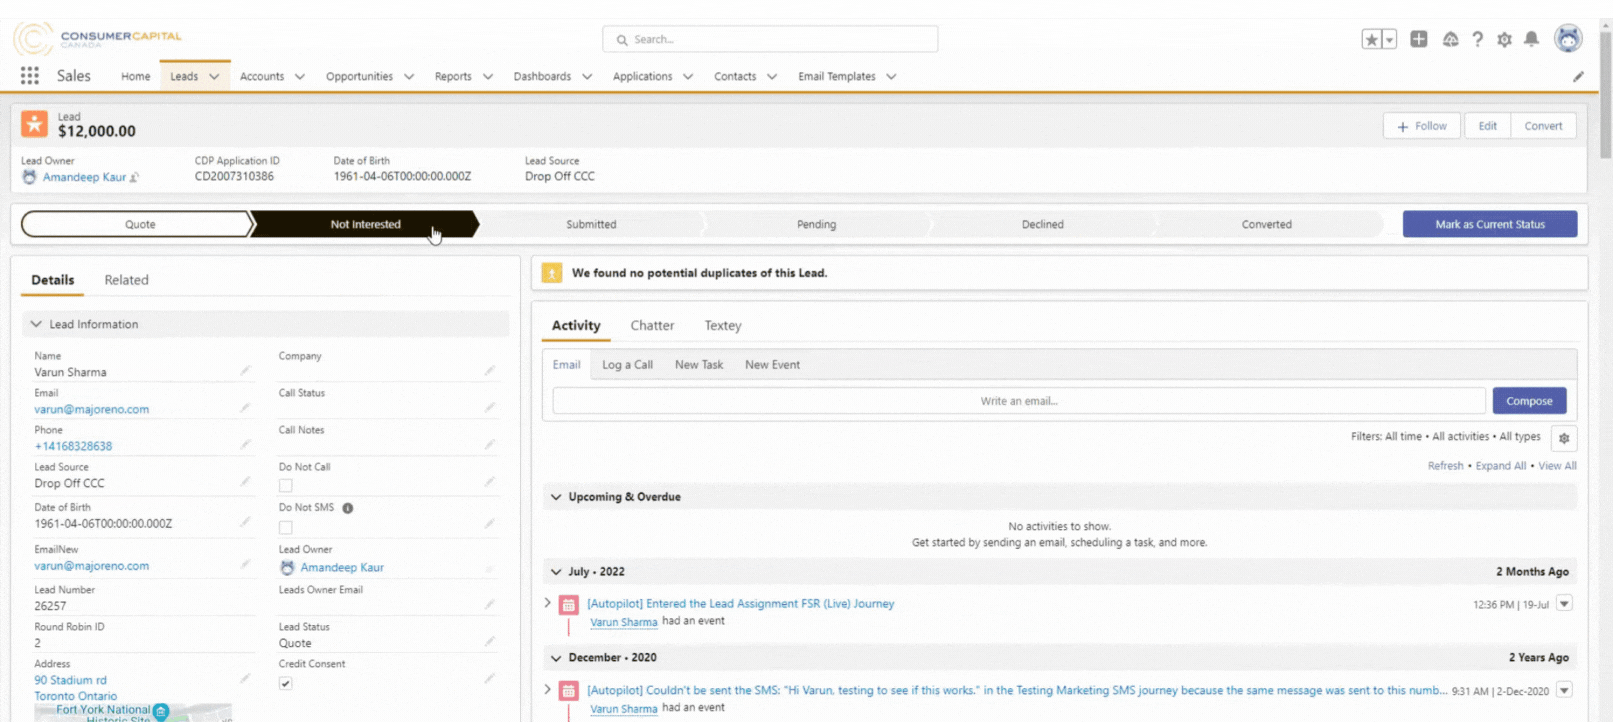 CONSUMERCAPITAL
CANADA
Search...
Sales
Home
Leads
Accounts
Opportunities
Reports
Dashboards
Applications
Contacts
Email Templates
Lead
$12,000.00
Follow
Edit
Convert
Lead Owner
Amandeep Kaur
CDP Application ID
CD2007310386
Date of Birth
1961-04-06T00:00:00.000Z
Lead Source
Drop Off CCC
Quote
Not Interested
Submitted
Pending
Declined
Converted
Mark as Current Status
Details
Related
Lead Information
Name
Varun Sharma
Company
Email
varun@majoreno.com
Call Status
Phone
+14168328638
Call Notes
Lead Source
Drop Off CCC
Do Not Call
Date of Birth
1961-04-06T00:00:00.000Z
Do Not SMS
EmailNew
varun@majoreno.com
Lead Owner
Amandeep Kaur
Lead Number
26257
Leads Owner Email
Round Robin ID
2
Lead Status
Quote
Address
90 Stadium rd
Toronto Ontario
Credit Consent
Fort York National
Historic Site
We found no potential duplicates of this Lead.
Activity
Chatter
Textey
Email
Log a Call
New Task
New Event
Write an email...
Compose
Filters: All time • All activities • All types
Refresh • Expand All • View All
Upcoming & Overdue
No activities to show.
Get started by sending an email, scheduling a task, and more.
July • 2022
2 Months Ago
[Autopilot] Entered the Lead Assignment FSR (Live) Journey
12:36 PM | 19-Jul
Varun Sharma had an event
December • 2020
2 Years Ago
[Autopilot] Couldn't be sent the SMS: "Hi Varun, testing to see if this works." in the Testing Marketing SMS journey because the same message was sent to this numb...
9:31 AM | 2-Dec-2020
Varun Sharma had an event